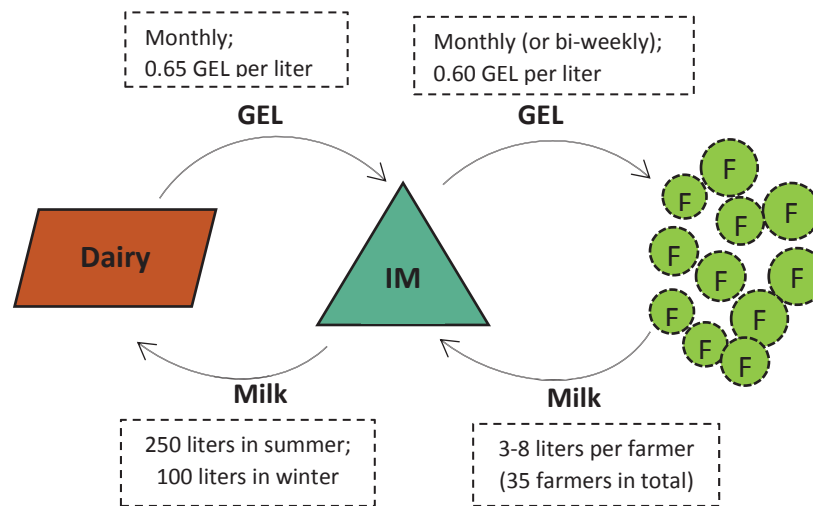 Monthly;
0.65 GEL per liter
Monthly (or bi-weekly);
0.60 GEL per liter
GEL
GEL
Dairy
IM
F
F
F
F
F
F
F
F
F
F
F
Milk
Milk
250 liters in summer;
100 liters in winter
3-8 liters per farmer
(35 farmers in total)